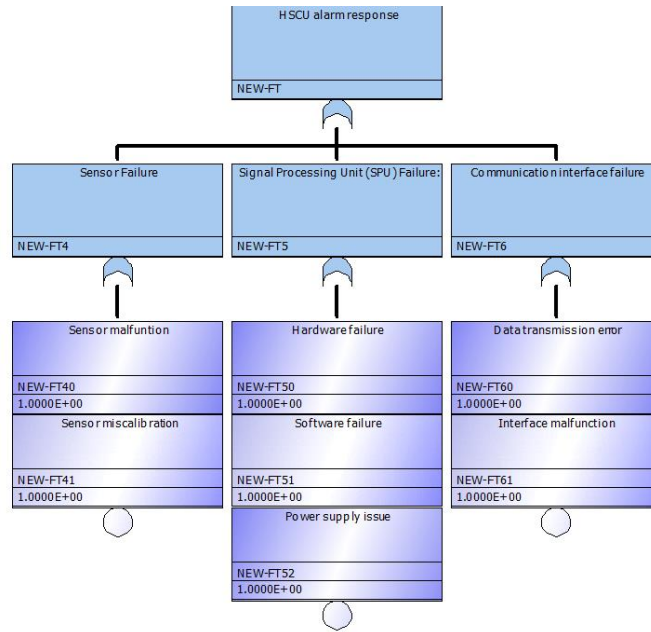 HSCU alarm response
NEW-FT
Sensor Failure
NEW-FT4
Signal Processing Unit (SPU) Failure:
NEW-FT5
Communication interface failure
NEW-FT6
Sensor malfuntion
NEW-FT40
1.0000E+00
Sensor miscalibration
NEW-FT41
1.0000E+00
Hardware failure
NEW-FT50
1.0000E+00
Software failure
NEW-FT51
1.0000E+00
Power supply issue
NEW-FT52
1.0000E+00
Data transmission error
NEW-FT60
1.0000E+00
Interface malfunction
NEW-FT61
1.0000E+00